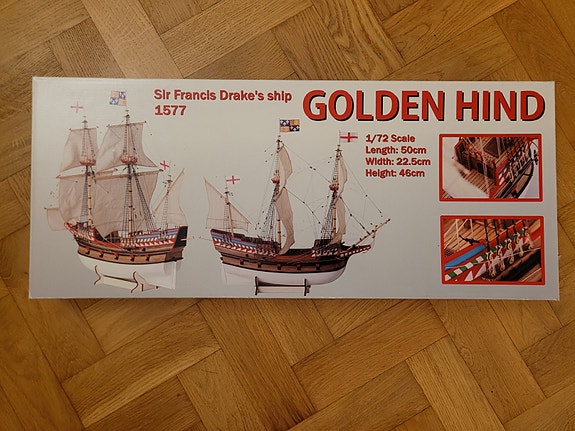 Sir Francis Drake's ship
1577
GOLDEN HIND
1/72 Scale
Length: 50cm
Width: 22.5cm
Height: 46cm